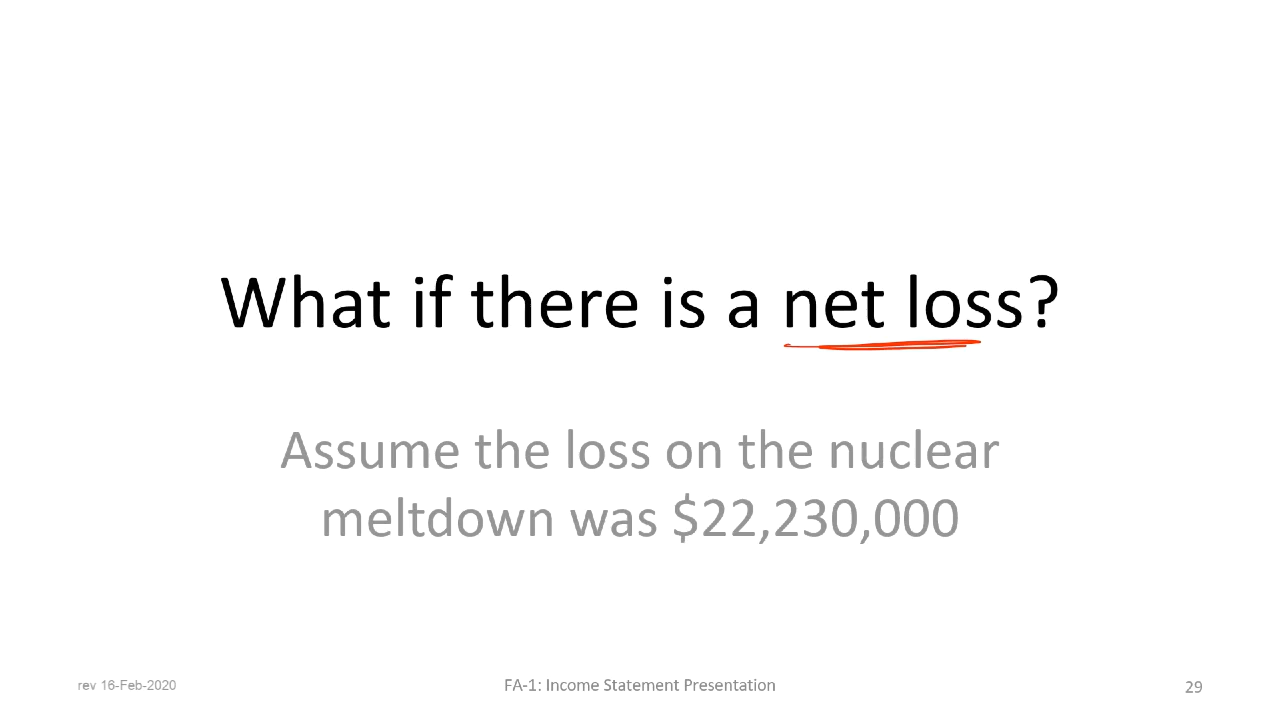 What if there is a net loss?
Assume the loss on the nuclear
meltdown was $22,230,000
rev 16-Feb-2020
FA-1: Income Statement Presentation
29